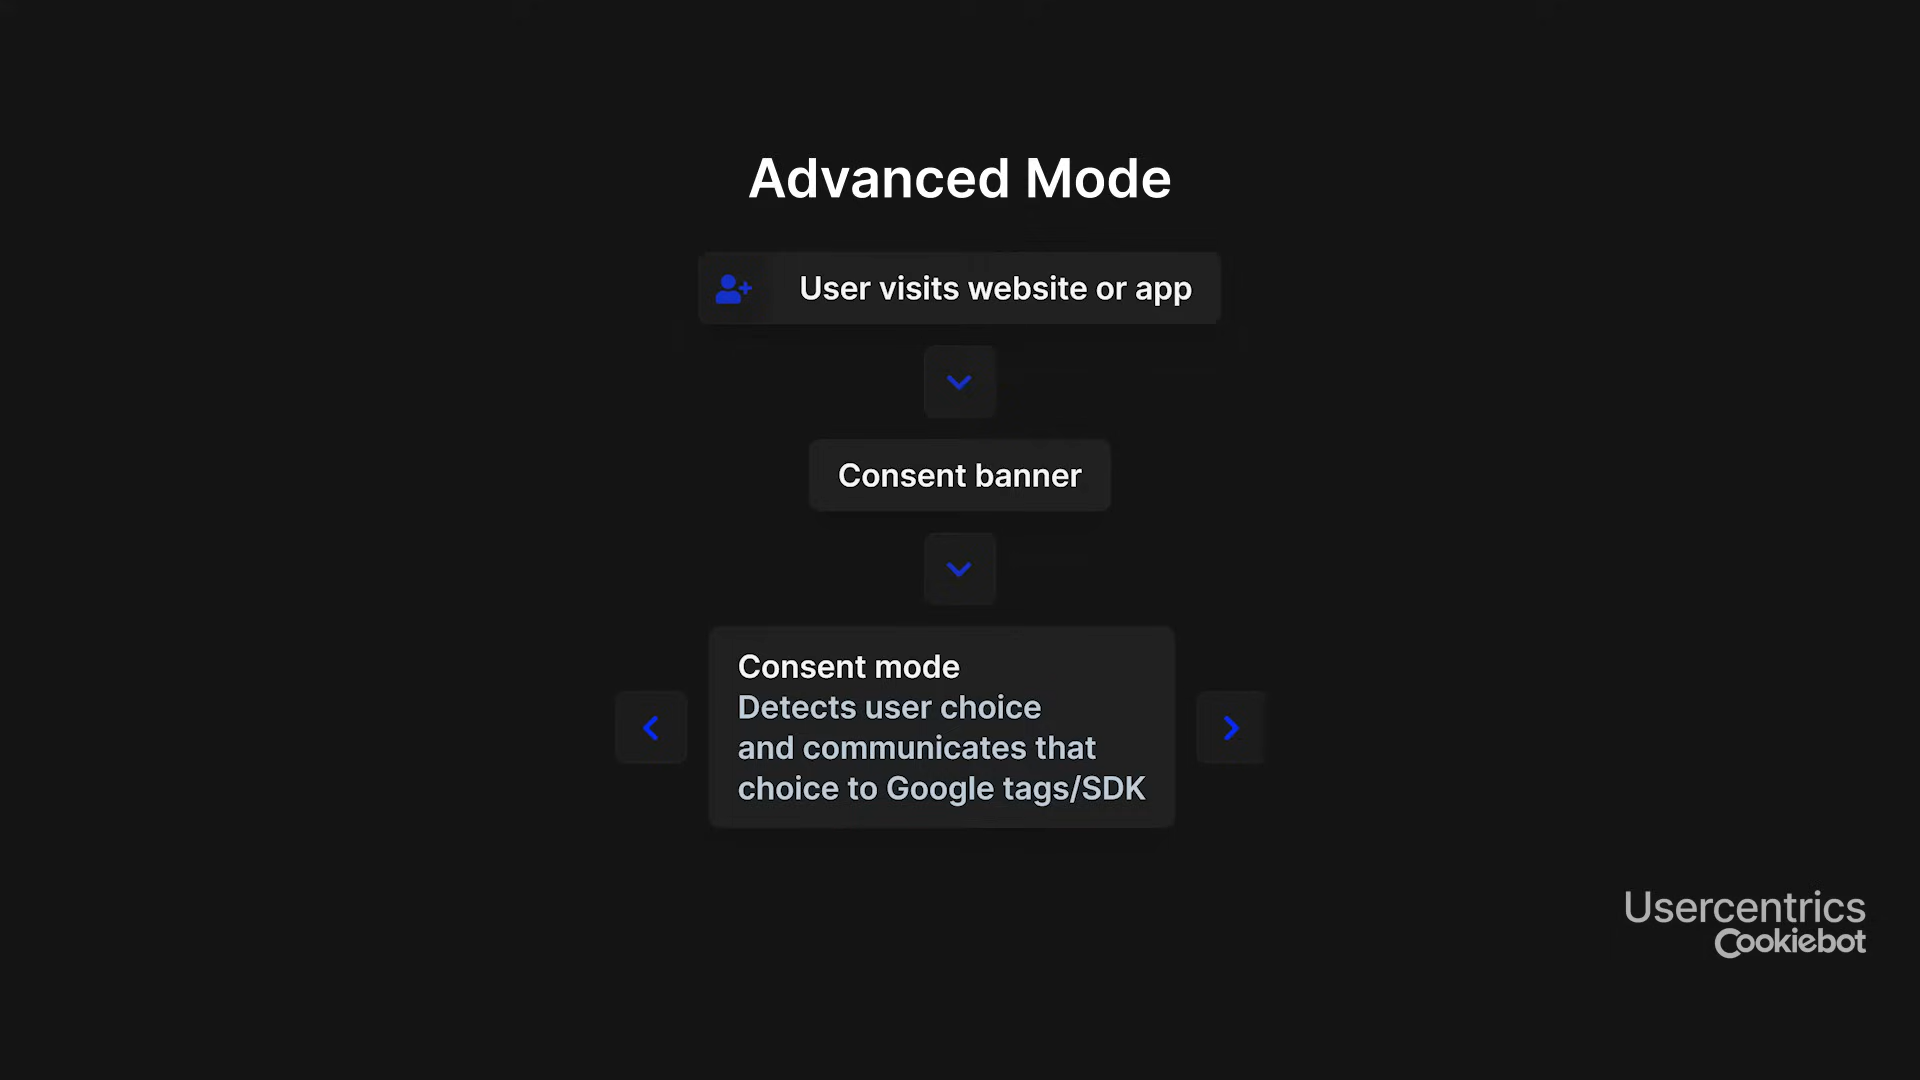 Advanced Mode
User visits website or app
Consent banner
Consent mode
Detects user choice
and communicates that
choice to Google tags/SDK
Usercentrics
Cookiebot